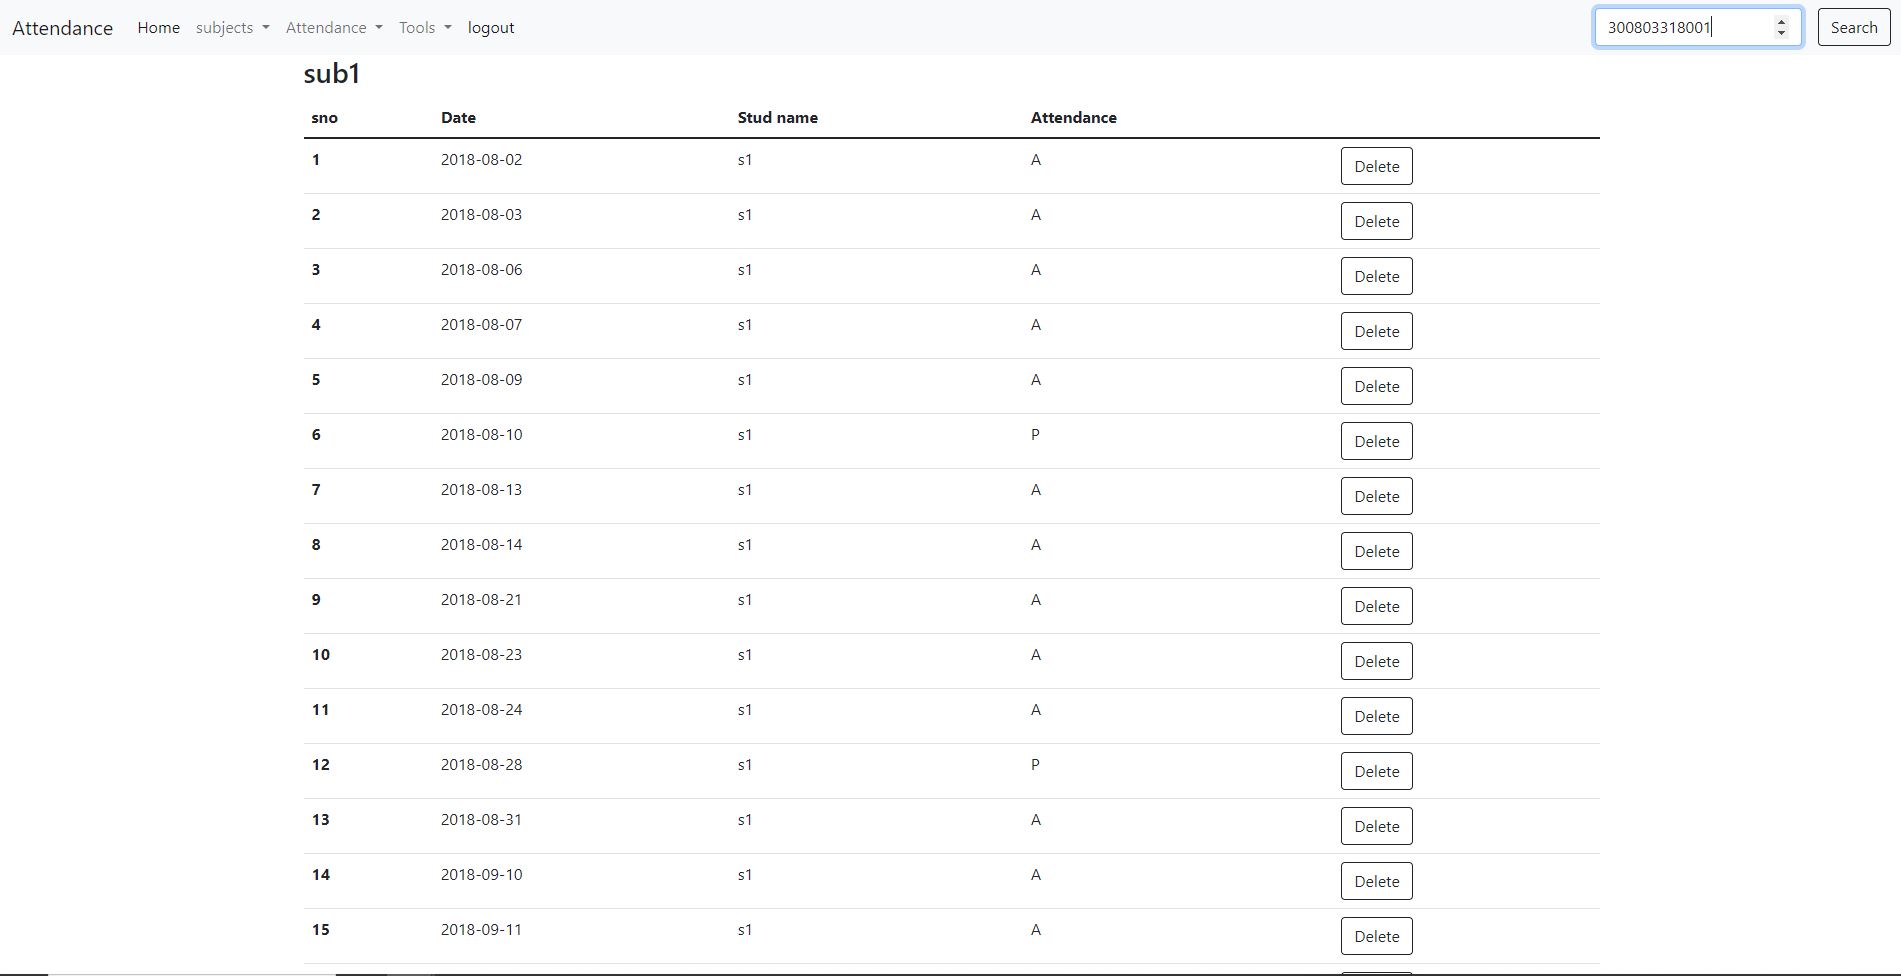 Attendance Home subjects Attendance Tools logout 300803318001 Search
sub1
sno Date Stud name Attendance
1 2018-08-02 s1 A Delete
2 2018-08-03 s1 A Delete
3 2018-08-06 s1 A Delete
4 2018-08-07 s1 A Delete
5 2018-08-09 s1 A Delete
6 2018-08-10 s1 P Delete
7 2018-08-13 s1 A Delete
8 2018-08-14 s1 A Delete
9 2018-08-21 s1 A Delete
10 2018-08-23 s1 A Delete
11 2018-08-24 s1 A Delete
12 2018-08-28 s1 P Delete
13 2018-08-31 s1 A Delete
14 2018-09-10 s1 A Delete
15 2018-09-11 s1 A Delete